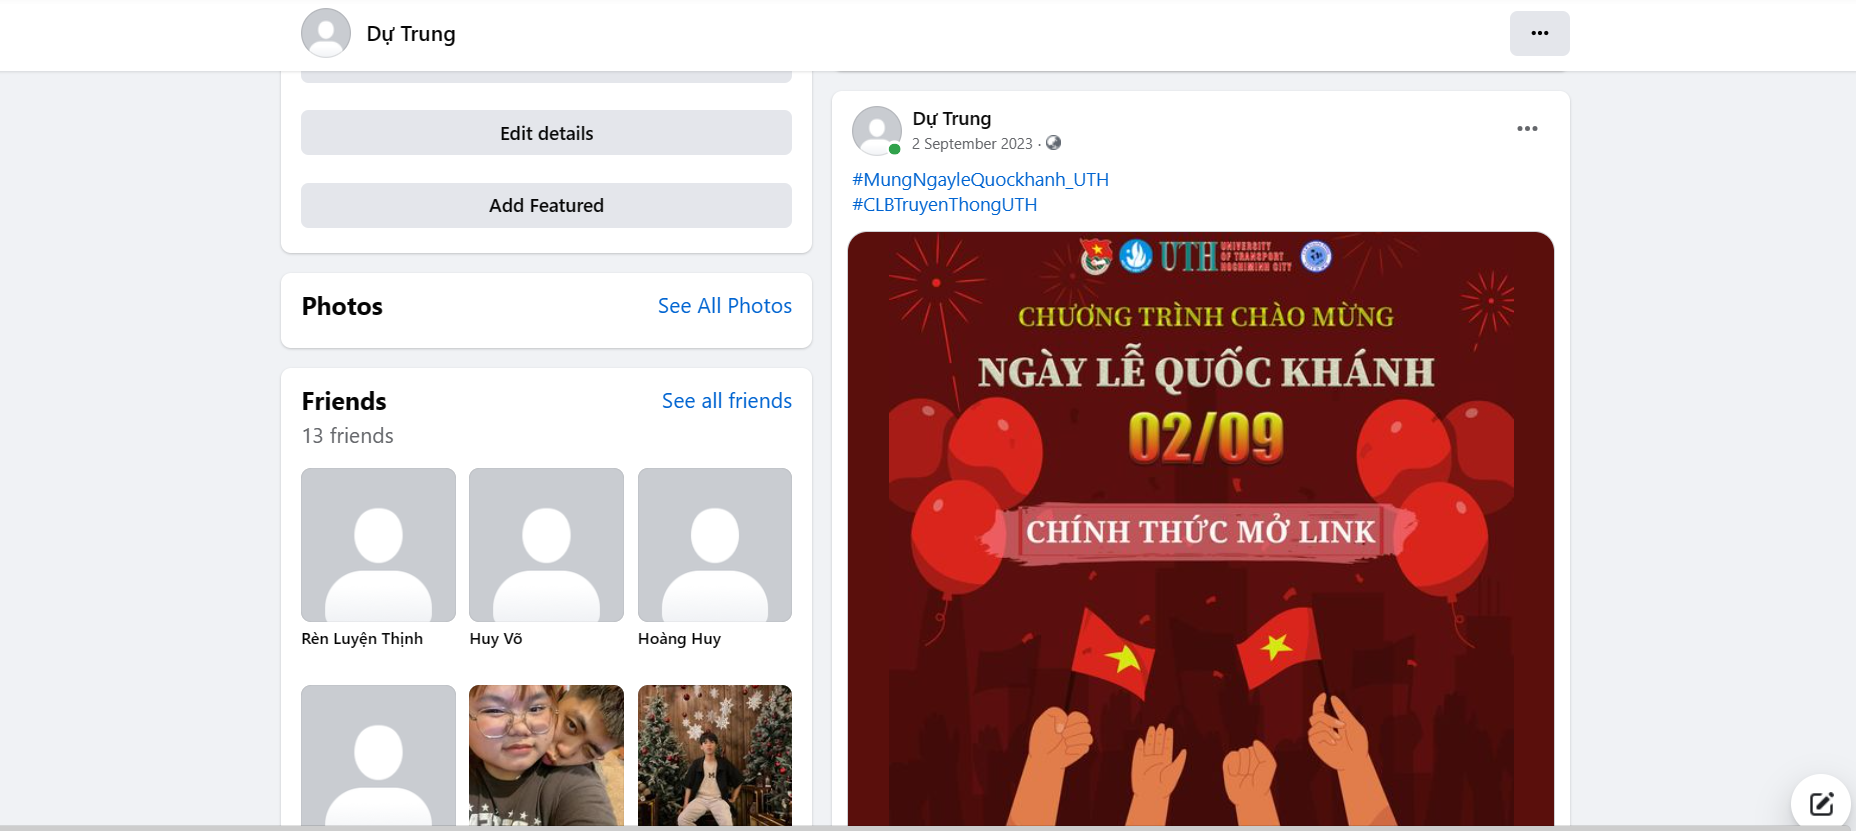 Dự Trung
Edit details
Add Featured
Photos
See All Photos
Friends
See all friends
13 friends
Rèn Luyện Thịnh
Huy Võ
Hoàng Huy
Dự Trung
2 September 2023 ·
#MungNgayleQuockhanh_UTH
#CLBTruyenThongUTH
UTH
UNIVERSITY
OF TRANSPORT
HOCHIMINH CITY
CHƯƠNG TRÌNH CHÀO MỪNG
NGÀY LỄ QUỐC KHÁNH
02/09
CHÍNH THỨC MỞ LINK